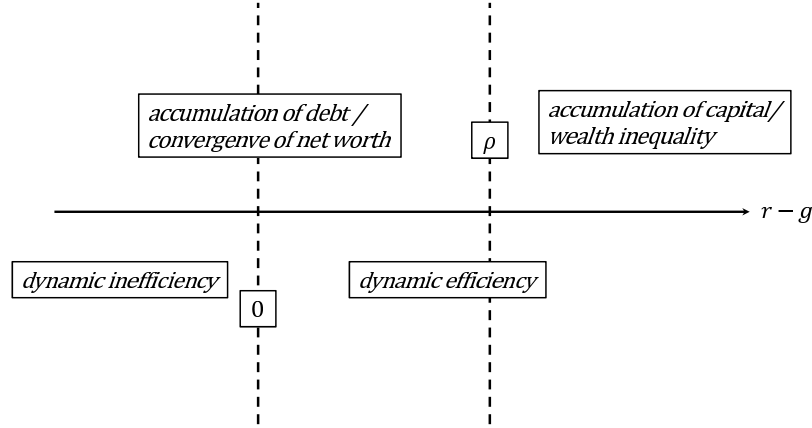 accumulation of debt /
convergenve of net worth
ρ
accumulation of capital/
wealth inequality
r − g
dynamic inefficiency
dynamic efficiency
0